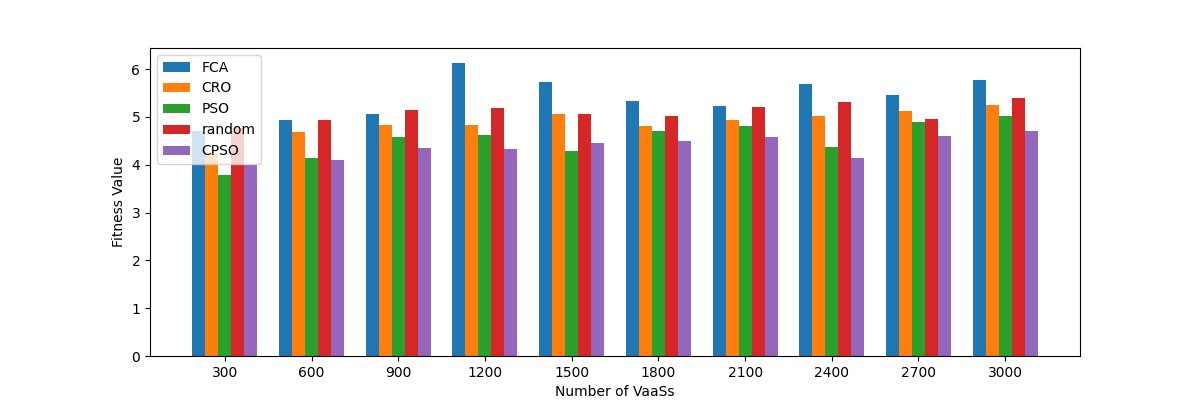 FCA
CRO
PSO
random
CPSO
Fitness Value
6
5
4
3
2
1
0
300 600 900 1200 1500 1800 2100 2400 2700 3000
Number of VaaSs